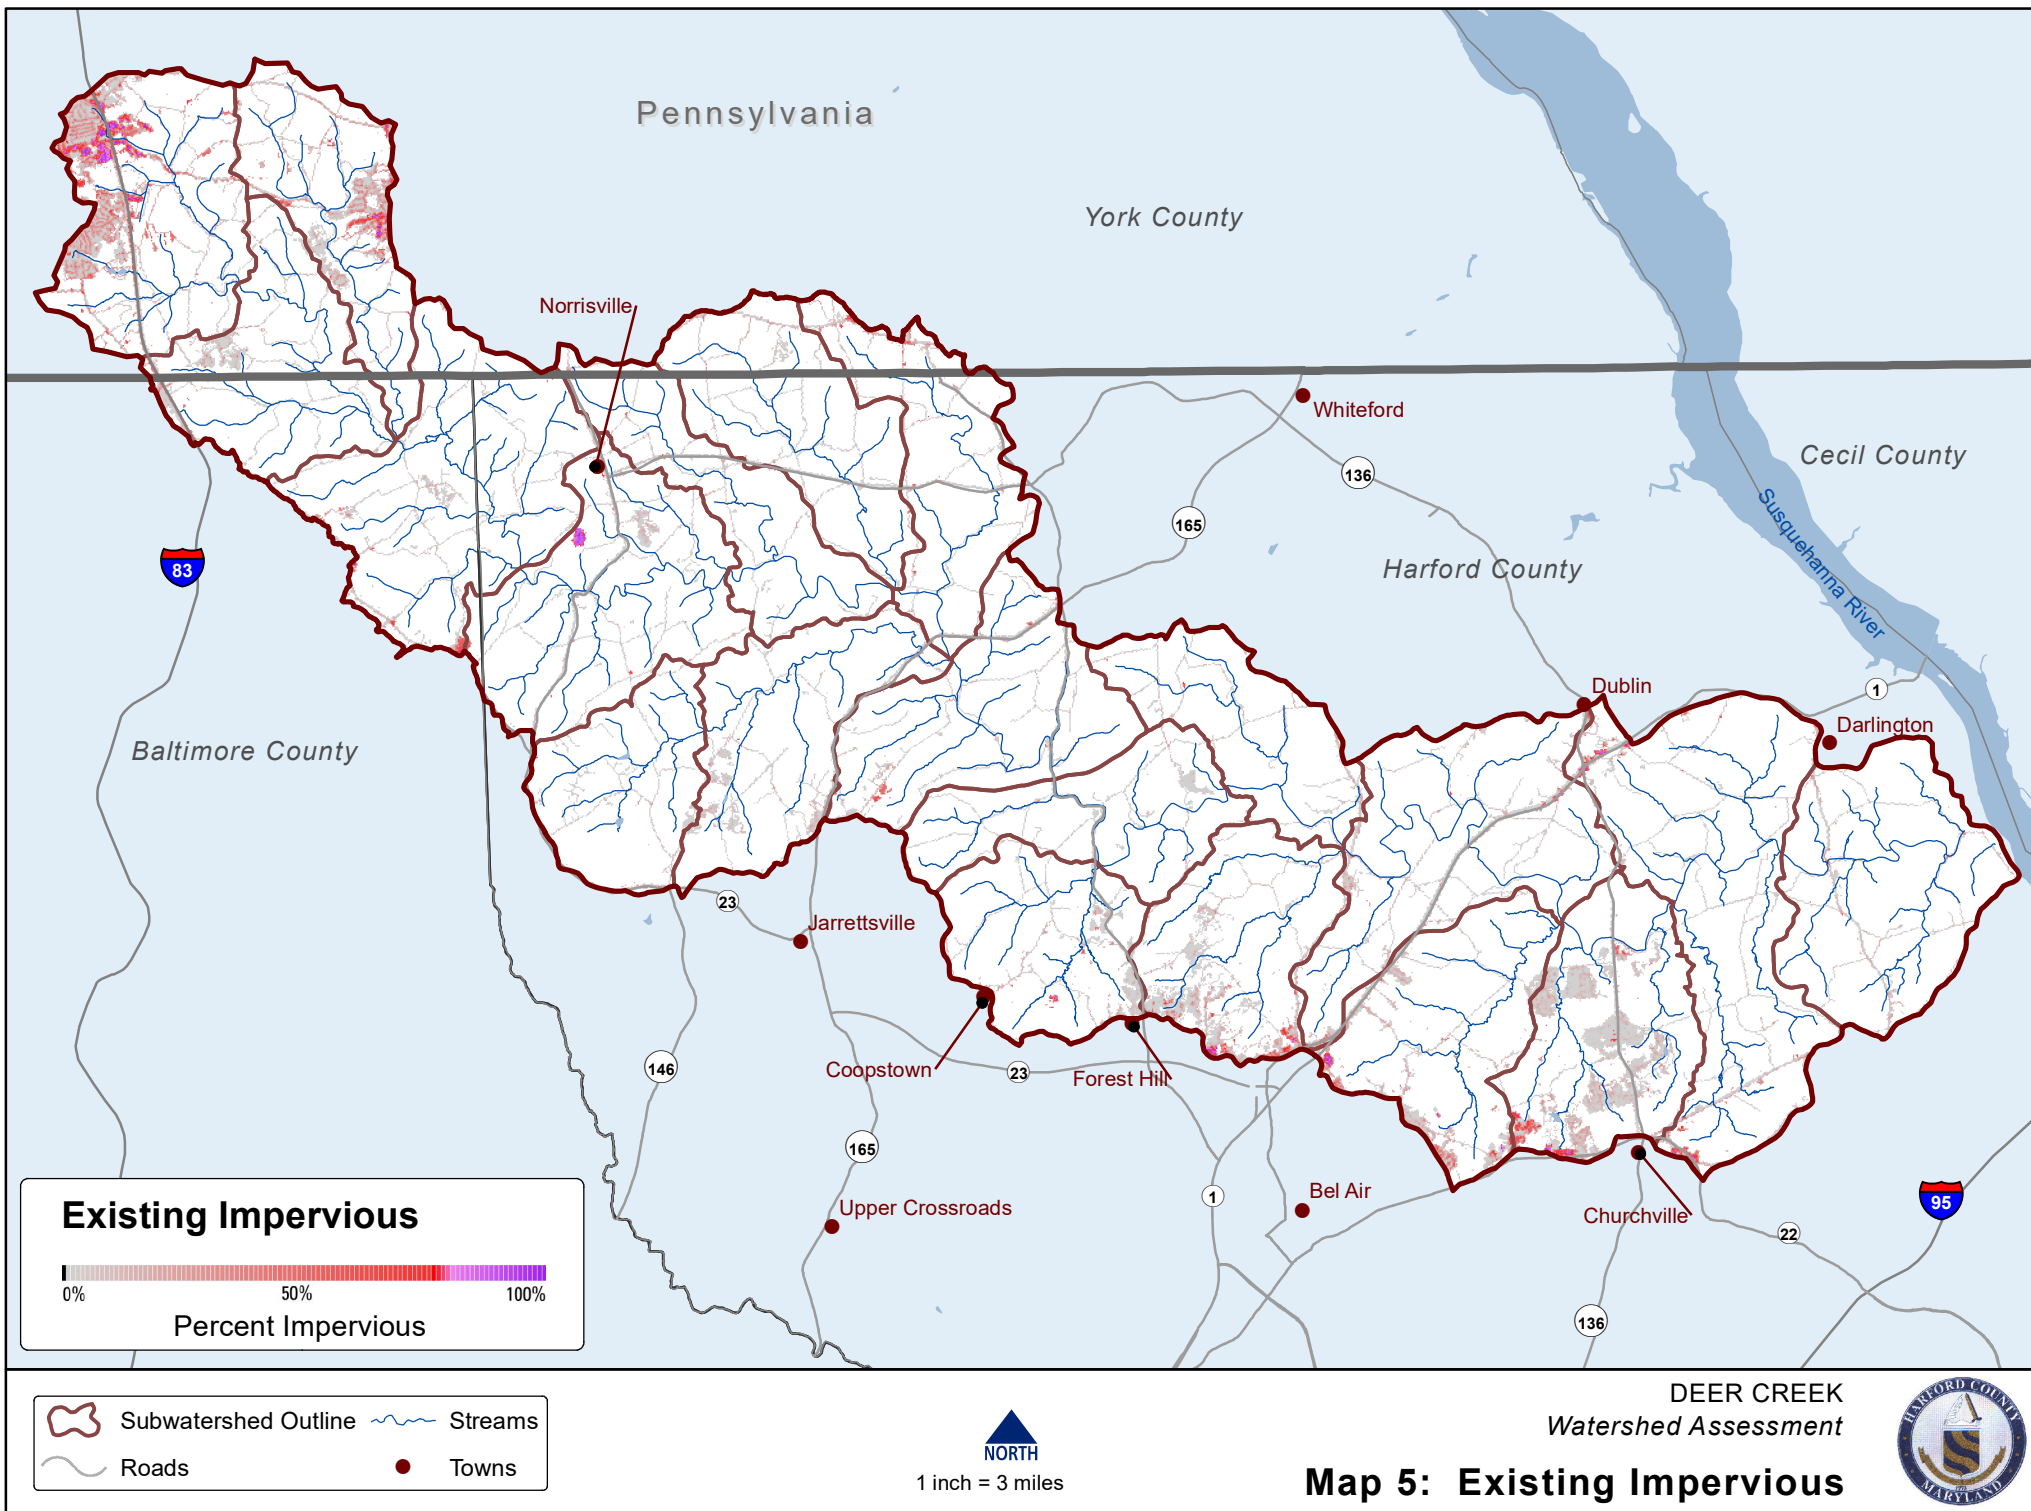 Pennsylvania
York County
Norrisville
Whiteford
136
Cecil County
165
Susquehanna River
83
Harford County
Dublin
1
Darlington
Baltimore County
23
Jarrettsville
Coopstown
23
Forest Hill
146
165
Upper Crossroads
1
Bel Air
Churchville
95
22
136
Existing Impervious
0% 50% 100%
Percent Impervious
Subwatershed Outline
Streams
Roads
Towns
NORTH
1 inch = 3 miles
DEER CREEK
Watershed Assessment
Map 5: Existing Impervious
HARFORD COUNTY
MARYLAND